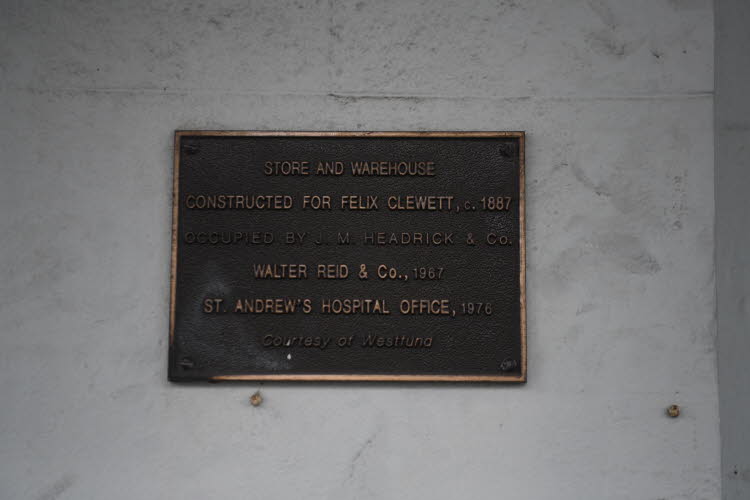 STORE AND WAREHOUSE
CONSTRUCTED FOR FELIX CLEWETT, c. 1887
OCCUPIED BY J. M. HEADRICK & Co.
WALTER REID & Co., 1967
ST. ANDREW'S HOSPITAL OFFICE, 1976
Courtesy of Westfund